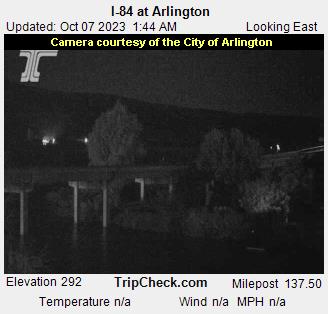 I-84 at Arlington
Updated: Oct 07 2023 1:44 AM Looking East
Camera courtesy of the City of Arlington
Elevation 292 TripCheck.com Milepost 137.50
Temperature n/a Wind n/a MPH n/a